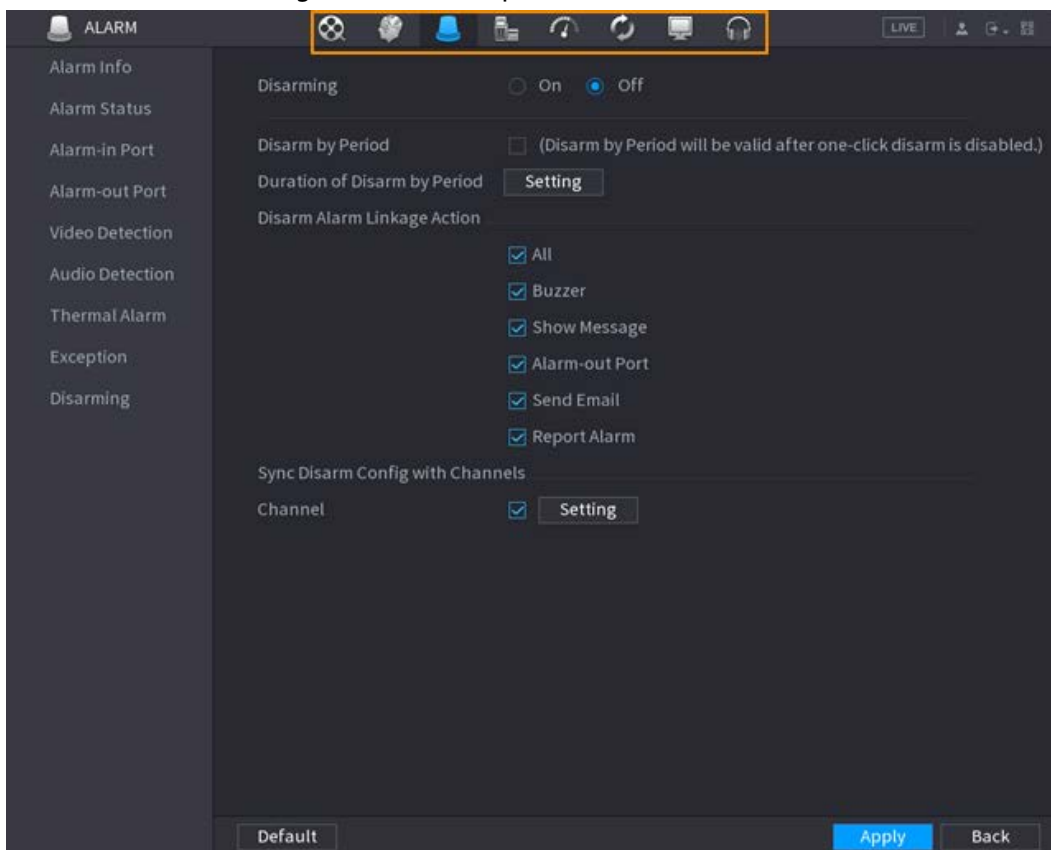 ALARM
LIVE
Alarm Info
Alarm Status
Alarm-in Port
Alarm-out Port
Video Detection
Audio Detection
Thermal Alarm
Exception
Disarming
Disarming On Off
Disarm by Period (Disarm by Period will be valid after one-click disarm is disabled.)
Duration of Disarm by Period Setting
Disarm Alarm Linkage Action
All
Buzzer
Show Message
Alarm-out Port
Send Email
Report Alarm
Sync Disarm Config with Channels
Channel Setting
Default Apply Back